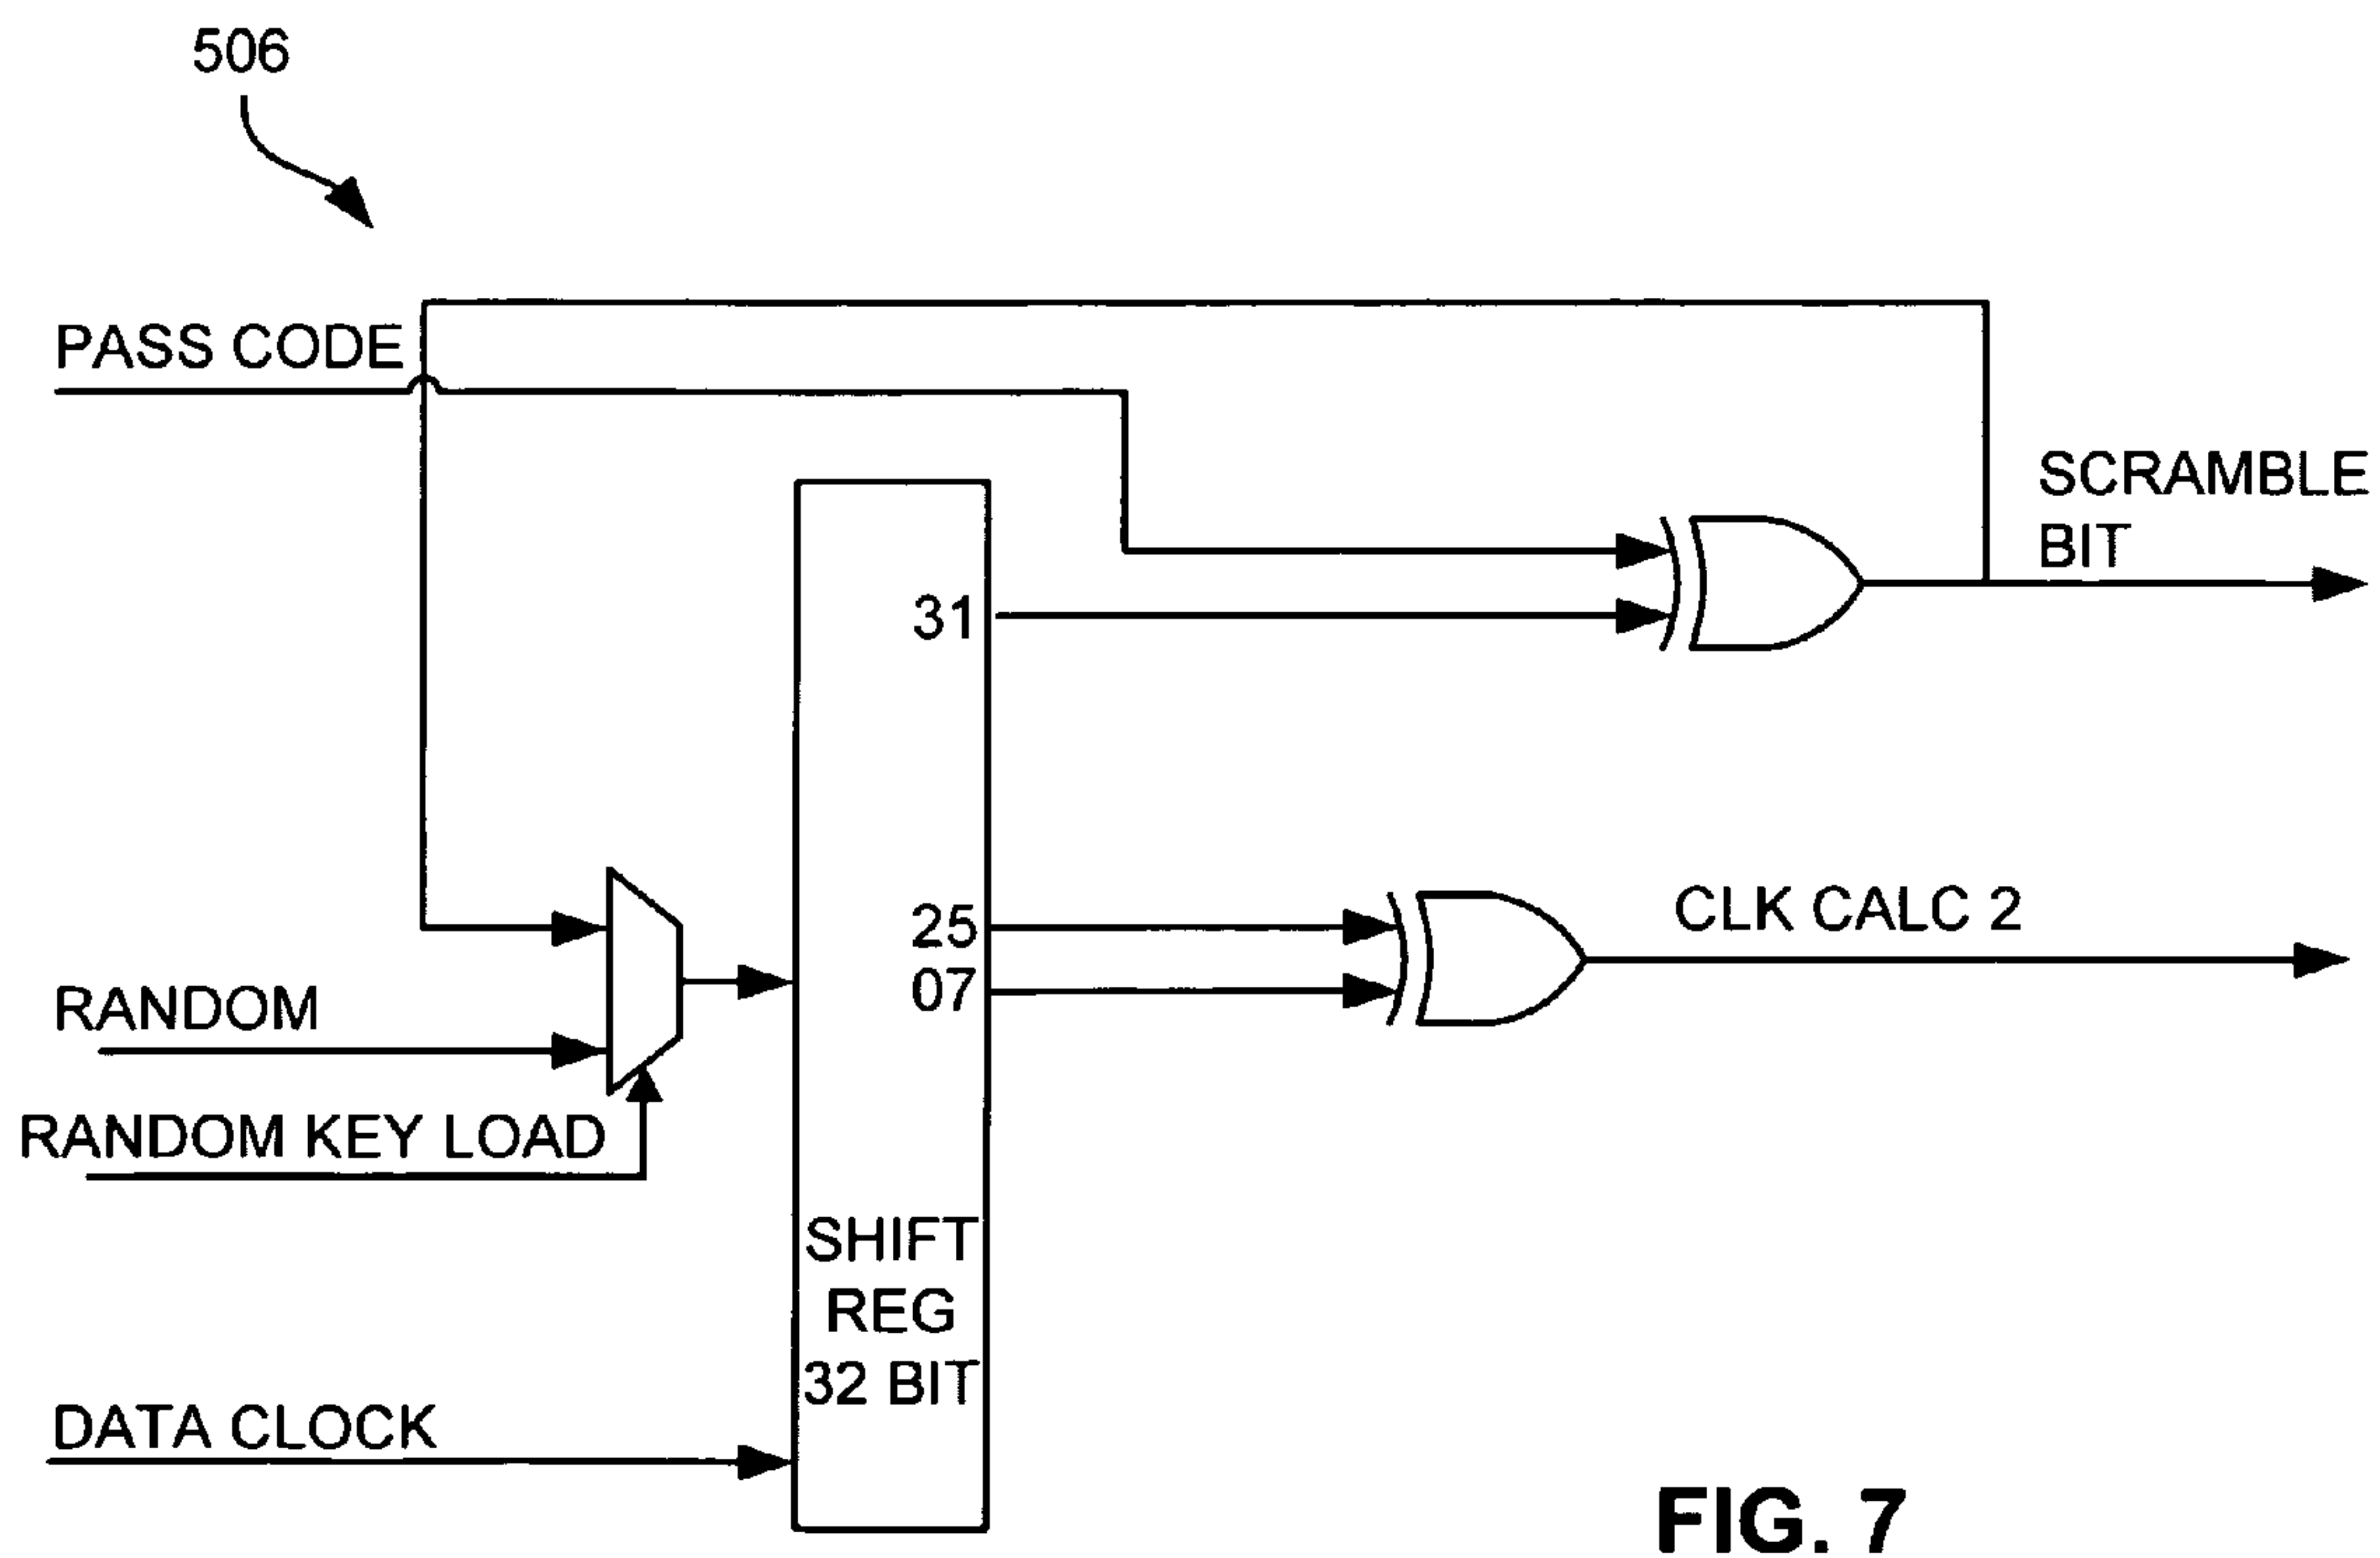 506
PASS CODE
SCRAMBLE
BIT
31
25
CLK CALC 2
07
RANDOM
RANDOM KEY LOAD
SHIFT
REG
32 BIT
DATA CLOCK
FIG. 7